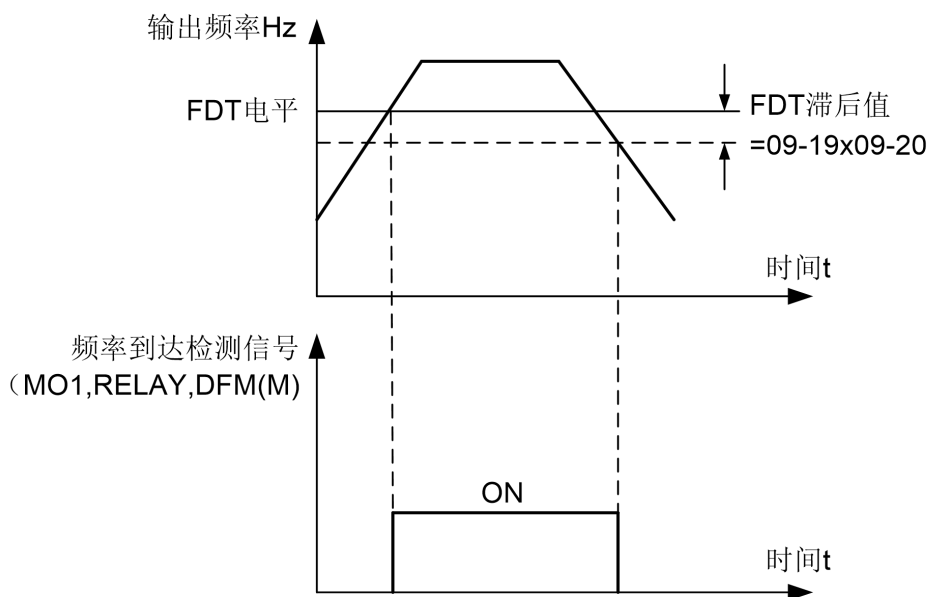 输出频率Hz
FDT电平
FDT滞后值
=09-19x09-20
时间t
频率到达检测信号
（MO1,RELAY,DFM(M)
ON
时间t